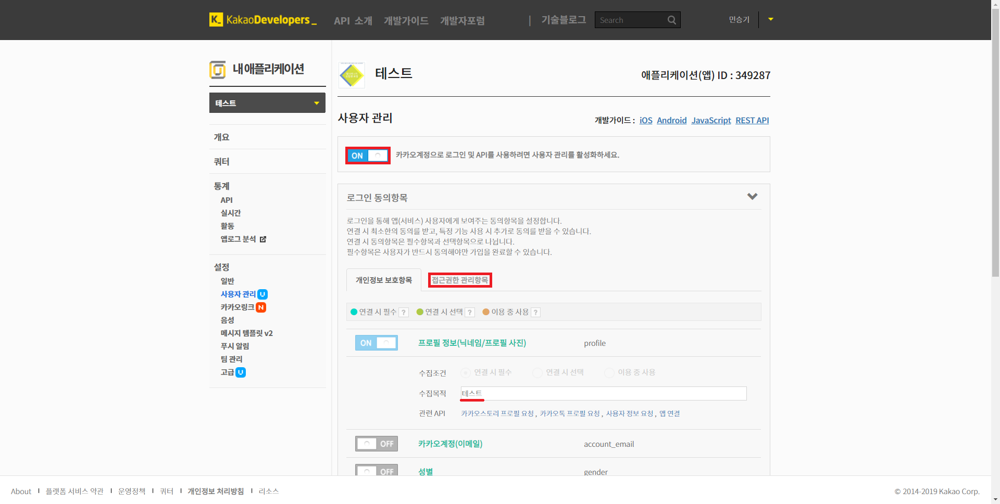 K_ KakaoDevelopers_ API 소개 개발가이드 개발자포럼 | 기술블로그 Search 민승기
내 애플리케이션
테스트
개요
쿼터
통계
API
실시간
활동
앱로그 분석
설정
일반
사용자 관리 U
카카오링크 N
음성
메시지 템플릿 v2
푸시 알림
팀 관리
고급 U
테스트
애플리케이션(앱) ID : 349287
사용자 관리
개발가이드 : iOS Android JavaScript REST API
ON 카카오계정으로 로그인 및 API를 사용하려면 사용자 관리를 활성화하세요.
로그인 동의항목
로그인을 통해 앱(서비스) 사용자에게 보여주는 동의항목을 설정합니다.
연결 시 최소한의 동의를 받고, 특정 기능 사용 시 추가로 동의를 받을 수 있습니다.
연결 시 동의항목은 필수항목과 선택항목으로 나뉩니다.
필수항목은 사용자가 반드시 동의해야만 가입을 완료할 수 있습니다.
개인정보 보호항목 접근권한 관리항목
연결 시 필수 ? 연결 시 선택 ? 이용 중 사용 ?
ON 프로필 정보(닉네임/프로필 사진) profile
수집조건 연결 시 필수 연결 시 선택 이용 중 사용
수집목적 테스트
관련 API 카카오스토리 프로필 요청 , 카카오톡 프로필 요청 , 사용자 정보 요청 , 앱 연결
OFF 카카오계정(이메일) account_email
OFF 성별 gender
About 플랫폼 서비스 약관 운영정책 쿼터 개인정보 처리방침 리소스
© 2014-2019 Kakao Corp.